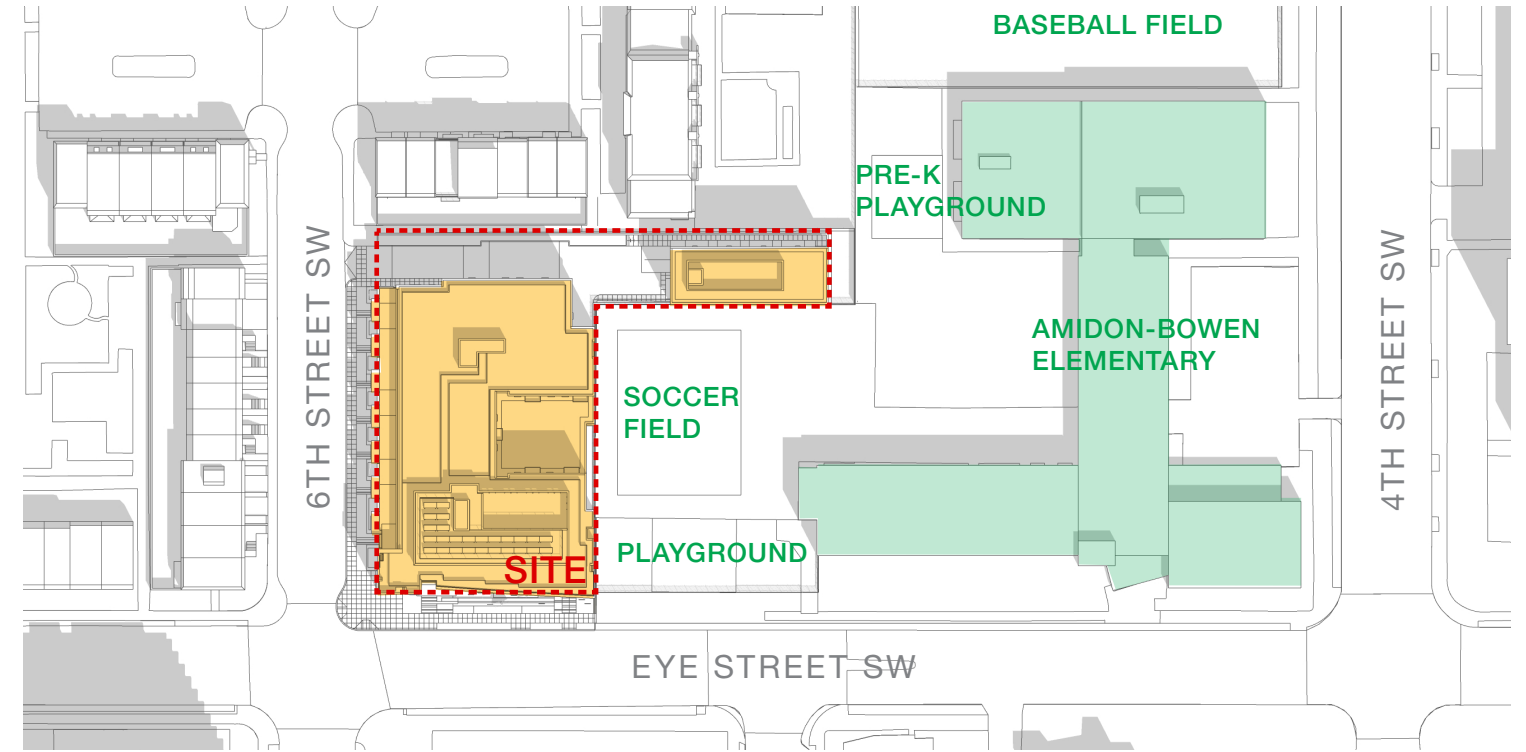 BASEBALL FIELD
PRE-K
PLAYGROUND
6TH STREET SW
AMIDON-BOWEN
ELEMENTARY
4TH STREET SW
SOCCER
FIELD
PLAYGROUND
SITE
EYE STREET SW